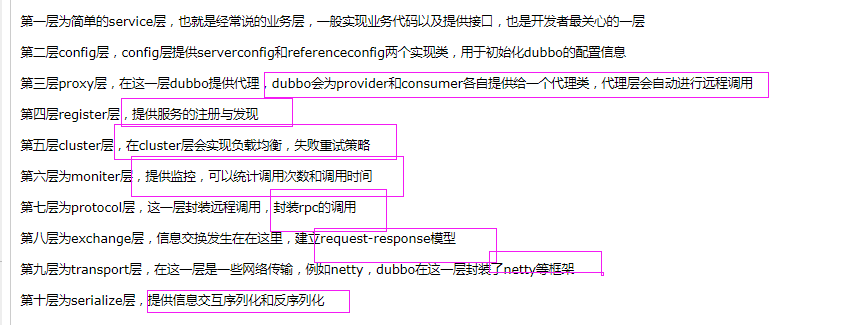 第一层为简单的service层，也就是经常说的业务层，一般实现业务代码以及提供接口，也是开发者最关心的一层
第二层config层，config层提供serverconfig和referenceconfig两个实现类，用于初始化dubbo的配置信息
第三层proxy层，在这一层dubbo提供代理，dubbo会为provider和consumer各自提供给一个代理类，代理层会自动进行远程调用
第四层register层，提供服务的注册与发现
第五层cluster层，在cluster层会实现负载均衡，失败重试策略
第六层为moniter层，提供监控，可以统计调用次数和调用时间
第七层为protocol层，这一层封装远程调用，封装rpc的调用
第八层为exchange层，信息交换发生在在这里，建立request-response模型
第九层为transport层，在这一层是一些网络传输，例如netty，dubbo在这一层封装了netty等框架
第十层为serialize层，提供信息交互序列化和反序列化